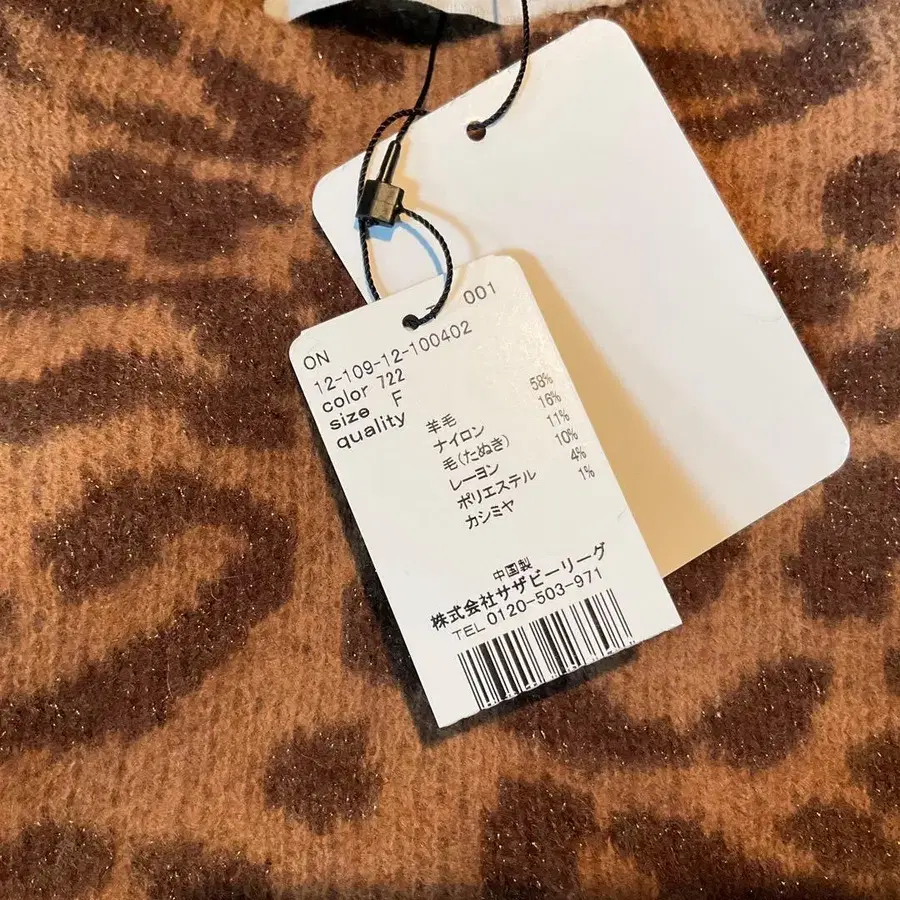 001
ON
12-109-12-100402
color 722
size F
quality
羊毛 58%
ナイロン 16%
毛(たぬき) 11%
レーヨン 10%
ポリエステル 4%
カシミヤ 1%
中国製
株式会社サザビーリーグ
TEL 0120-503-971